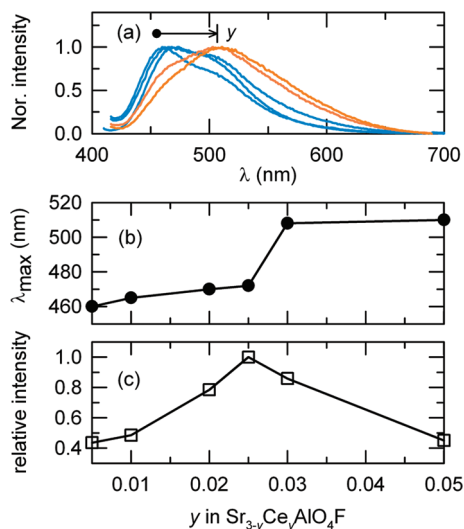 (a)
y
Nor. intensity
1.0
0.5
0.0
400 500 600 700
λ (nm)
(b)
λmax (nm)
520
500
480
460
(c)
relative intensity
1.0
0.8
0.6
0.4
0.01 0.02 0.03 0.04 0.05
y in Sr3-yCeyAlO4F